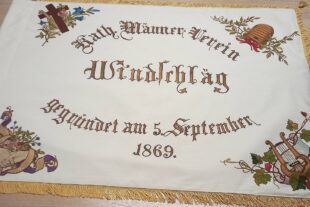 Kath. Männer-Verein
Windschläg
gegründet am 5. September
1869.